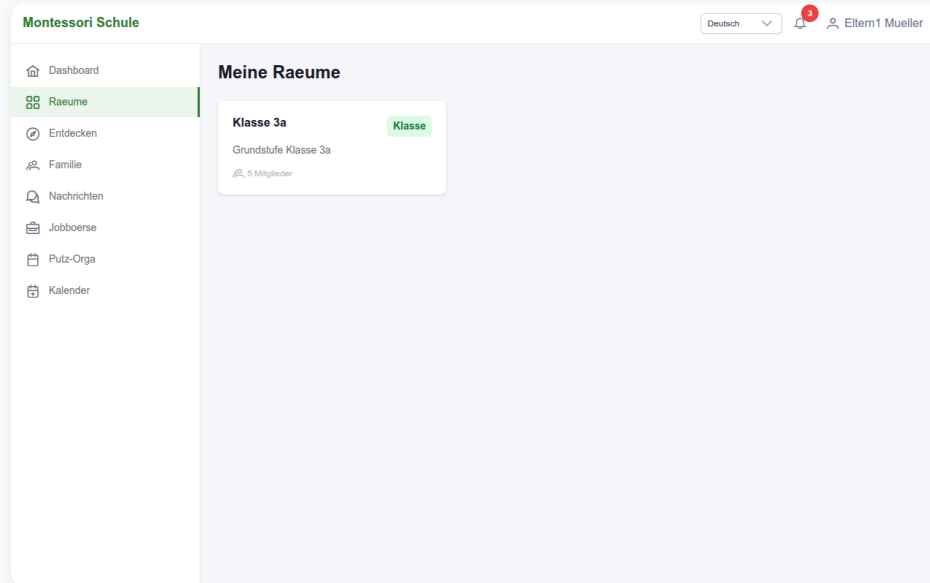 Montessori Schule
Deutsch
3
Eltern1 Mueller
Dashboard
Raeume
Entdecken
Familie
Nachrichten
Jobboerse
Putz-Orga
Kalender
Meine Raeume
Klasse 3a
Klasse
Grundstufe Klasse 3a
5 Mitglieder